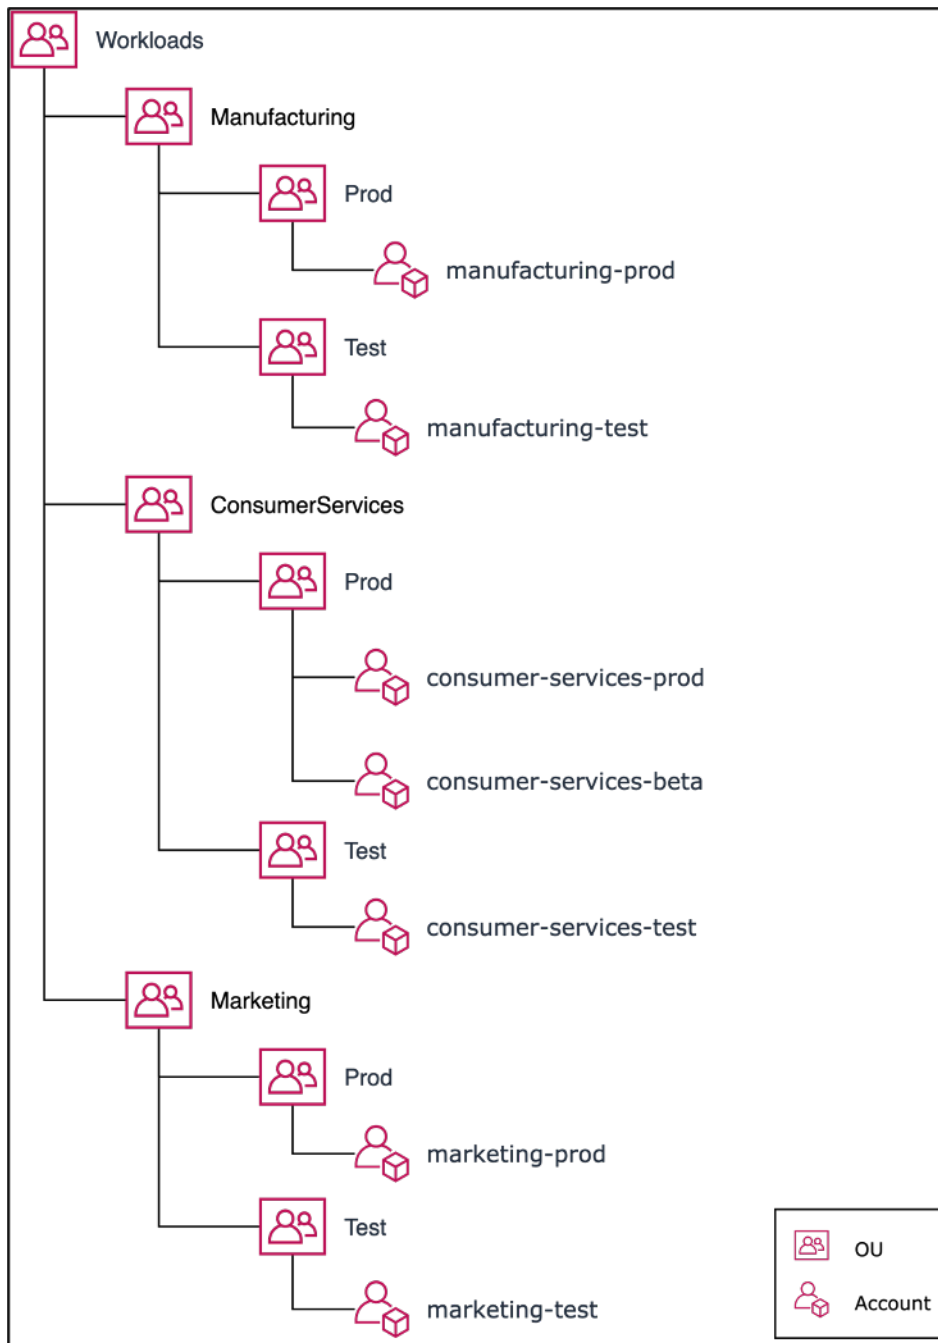 Workloads
Manufacturing
Prod
manufacturing-prod
Test
manufacturing-test
ConsumerServices
Prod
consumer-services-prod
consumer-services-beta
Test
consumer-services-test
Marketing
Prod
marketing-prod
Test
marketing-test
OU
Account